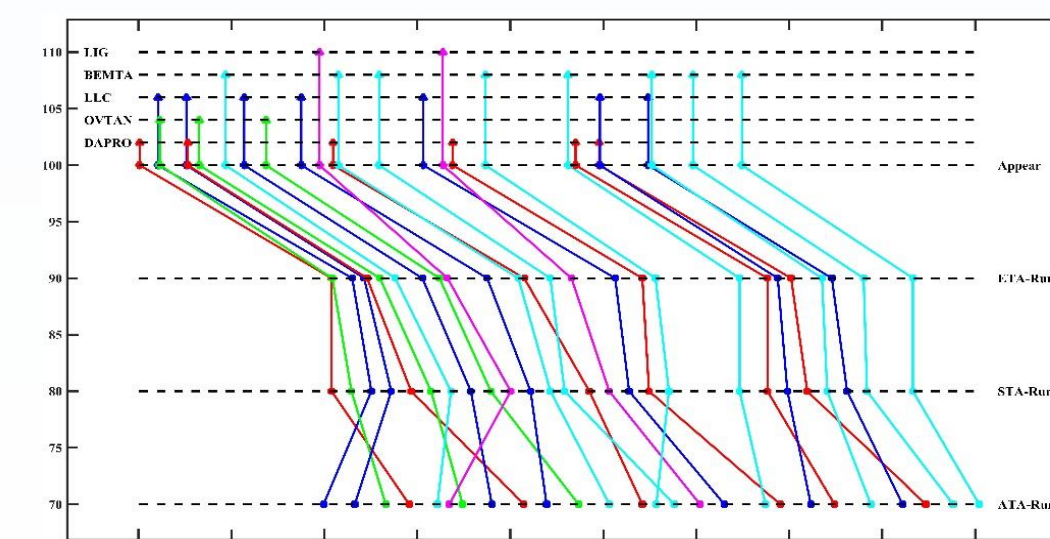 110 LIG
BEMTA
105 LLC
OVTAN
DAPRO
100 Appear
95
90 ETA-Run
85
80 STA-Run
75
70 ATA-Run